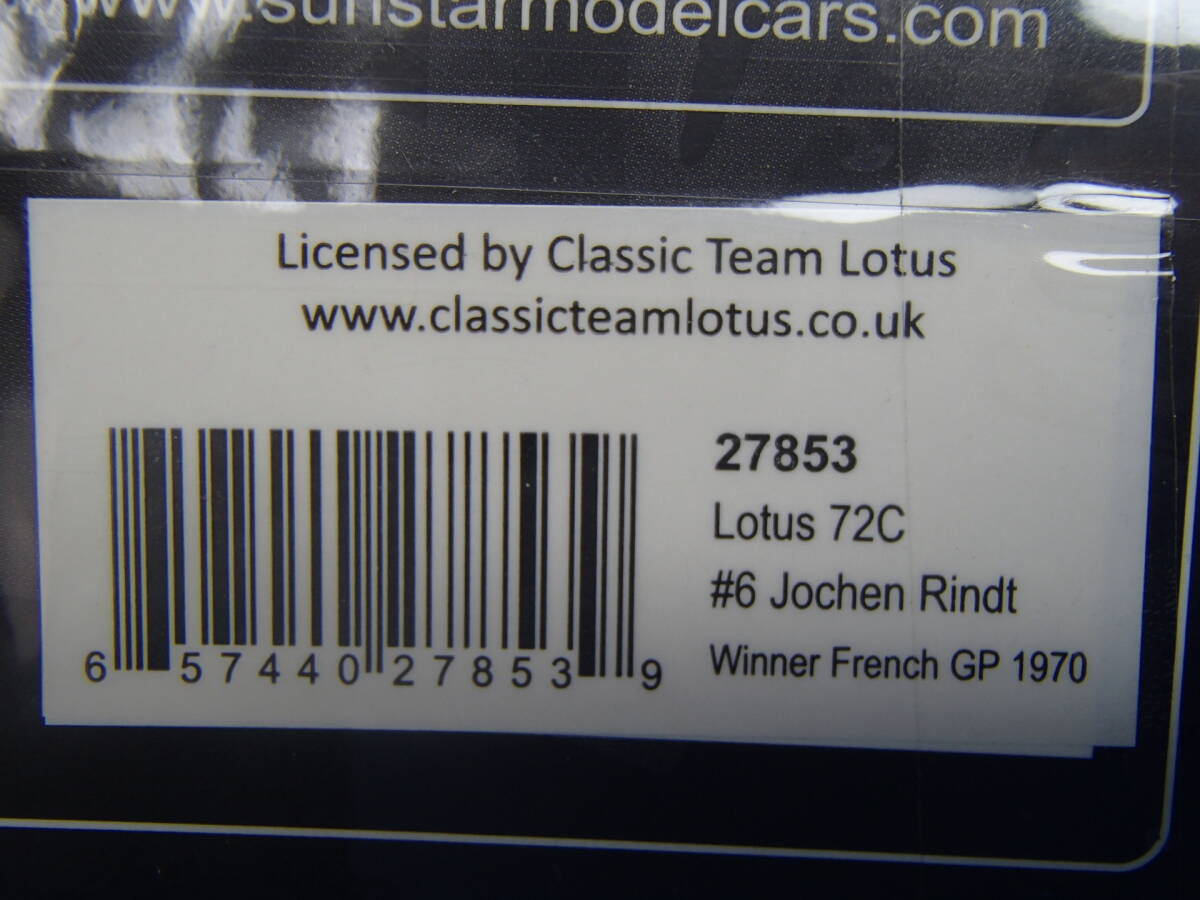 www.sunstarmodelcars.com
Licensed by Classic Team Lotus
www.classicteamlotus.co.uk
27853
Lotus 72C
#6 Jochen Rindt
Winner French GP 1970
6 57440 27853 9